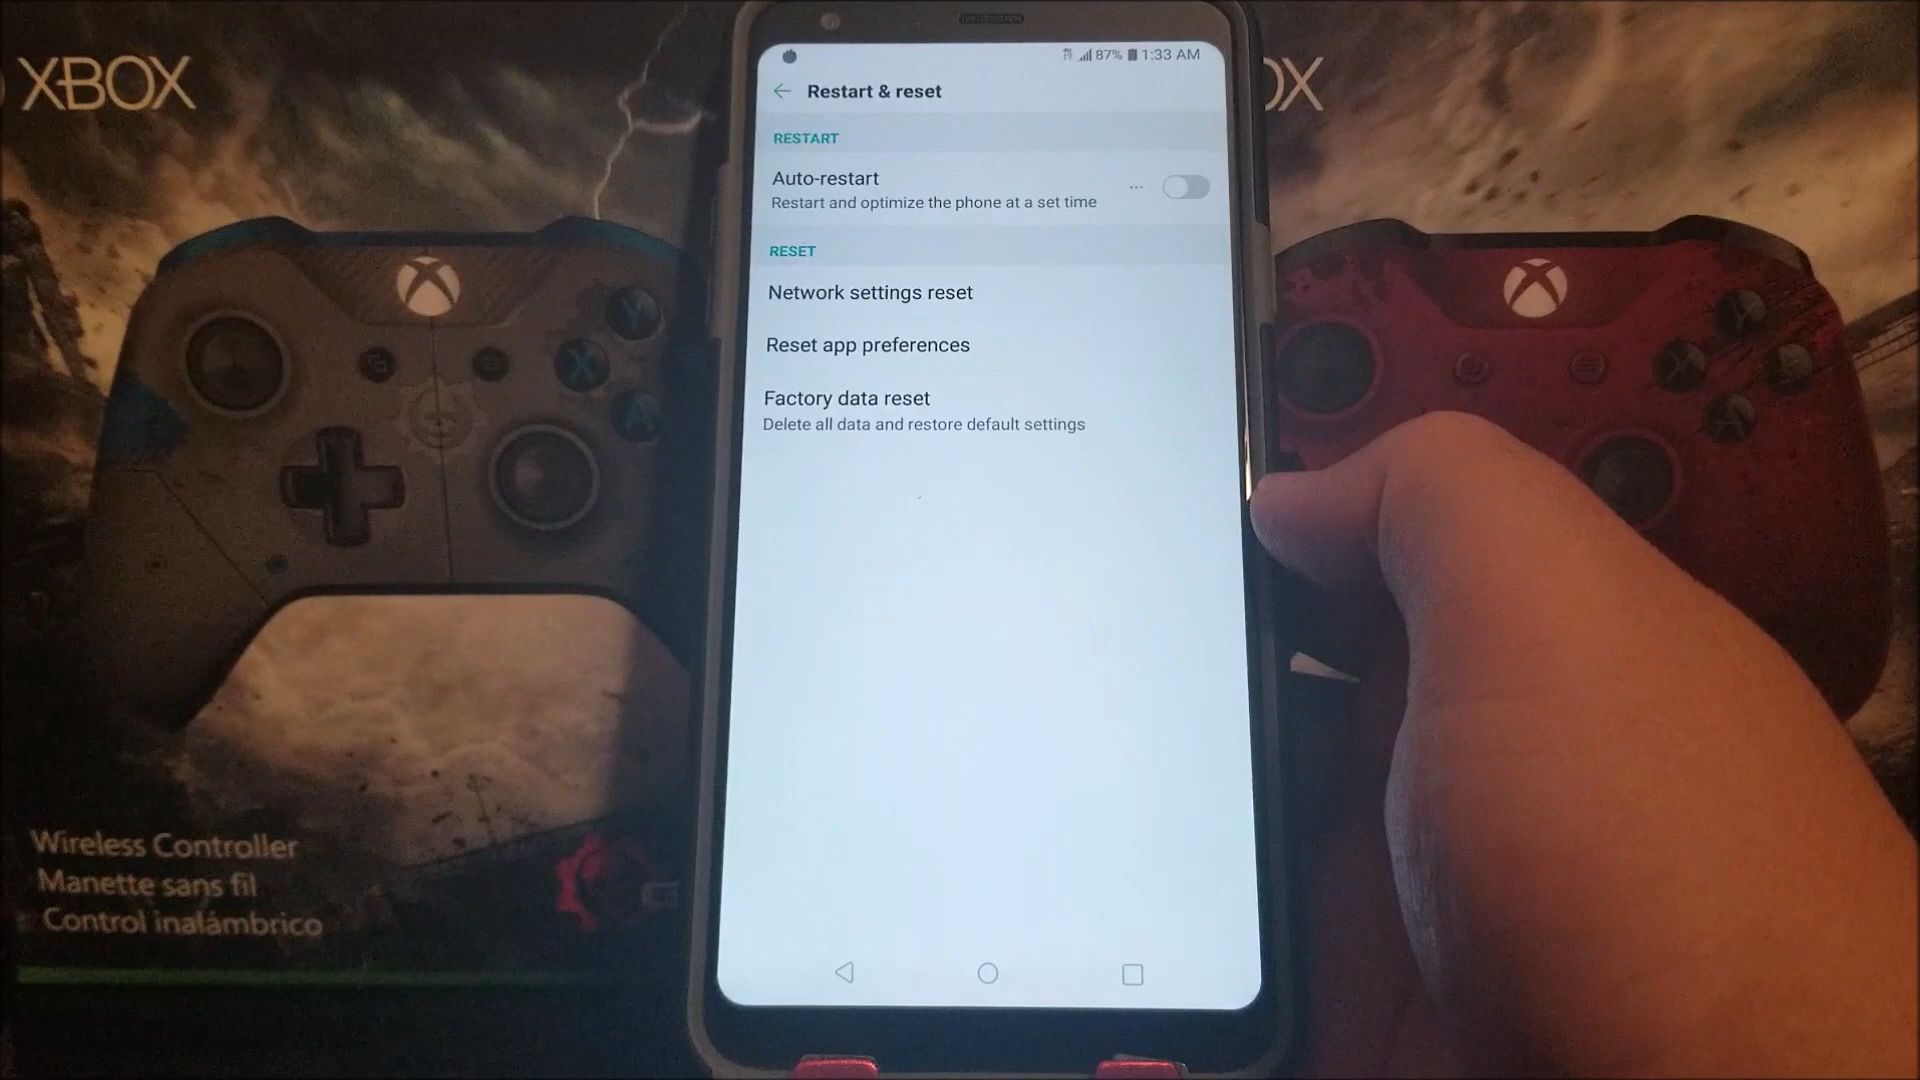 XBOX
OX
87% 1:33 AM
Restart & reset
RESTART
Auto-restart
Restart and optimize the phone at a set time
RESET
Network settings reset
Reset app preferences
Factory data reset
Delete all data and restore default settings
Y
X
A
Y
X
A
Wireless Controller
Manette sans fil
Control inalámbrico